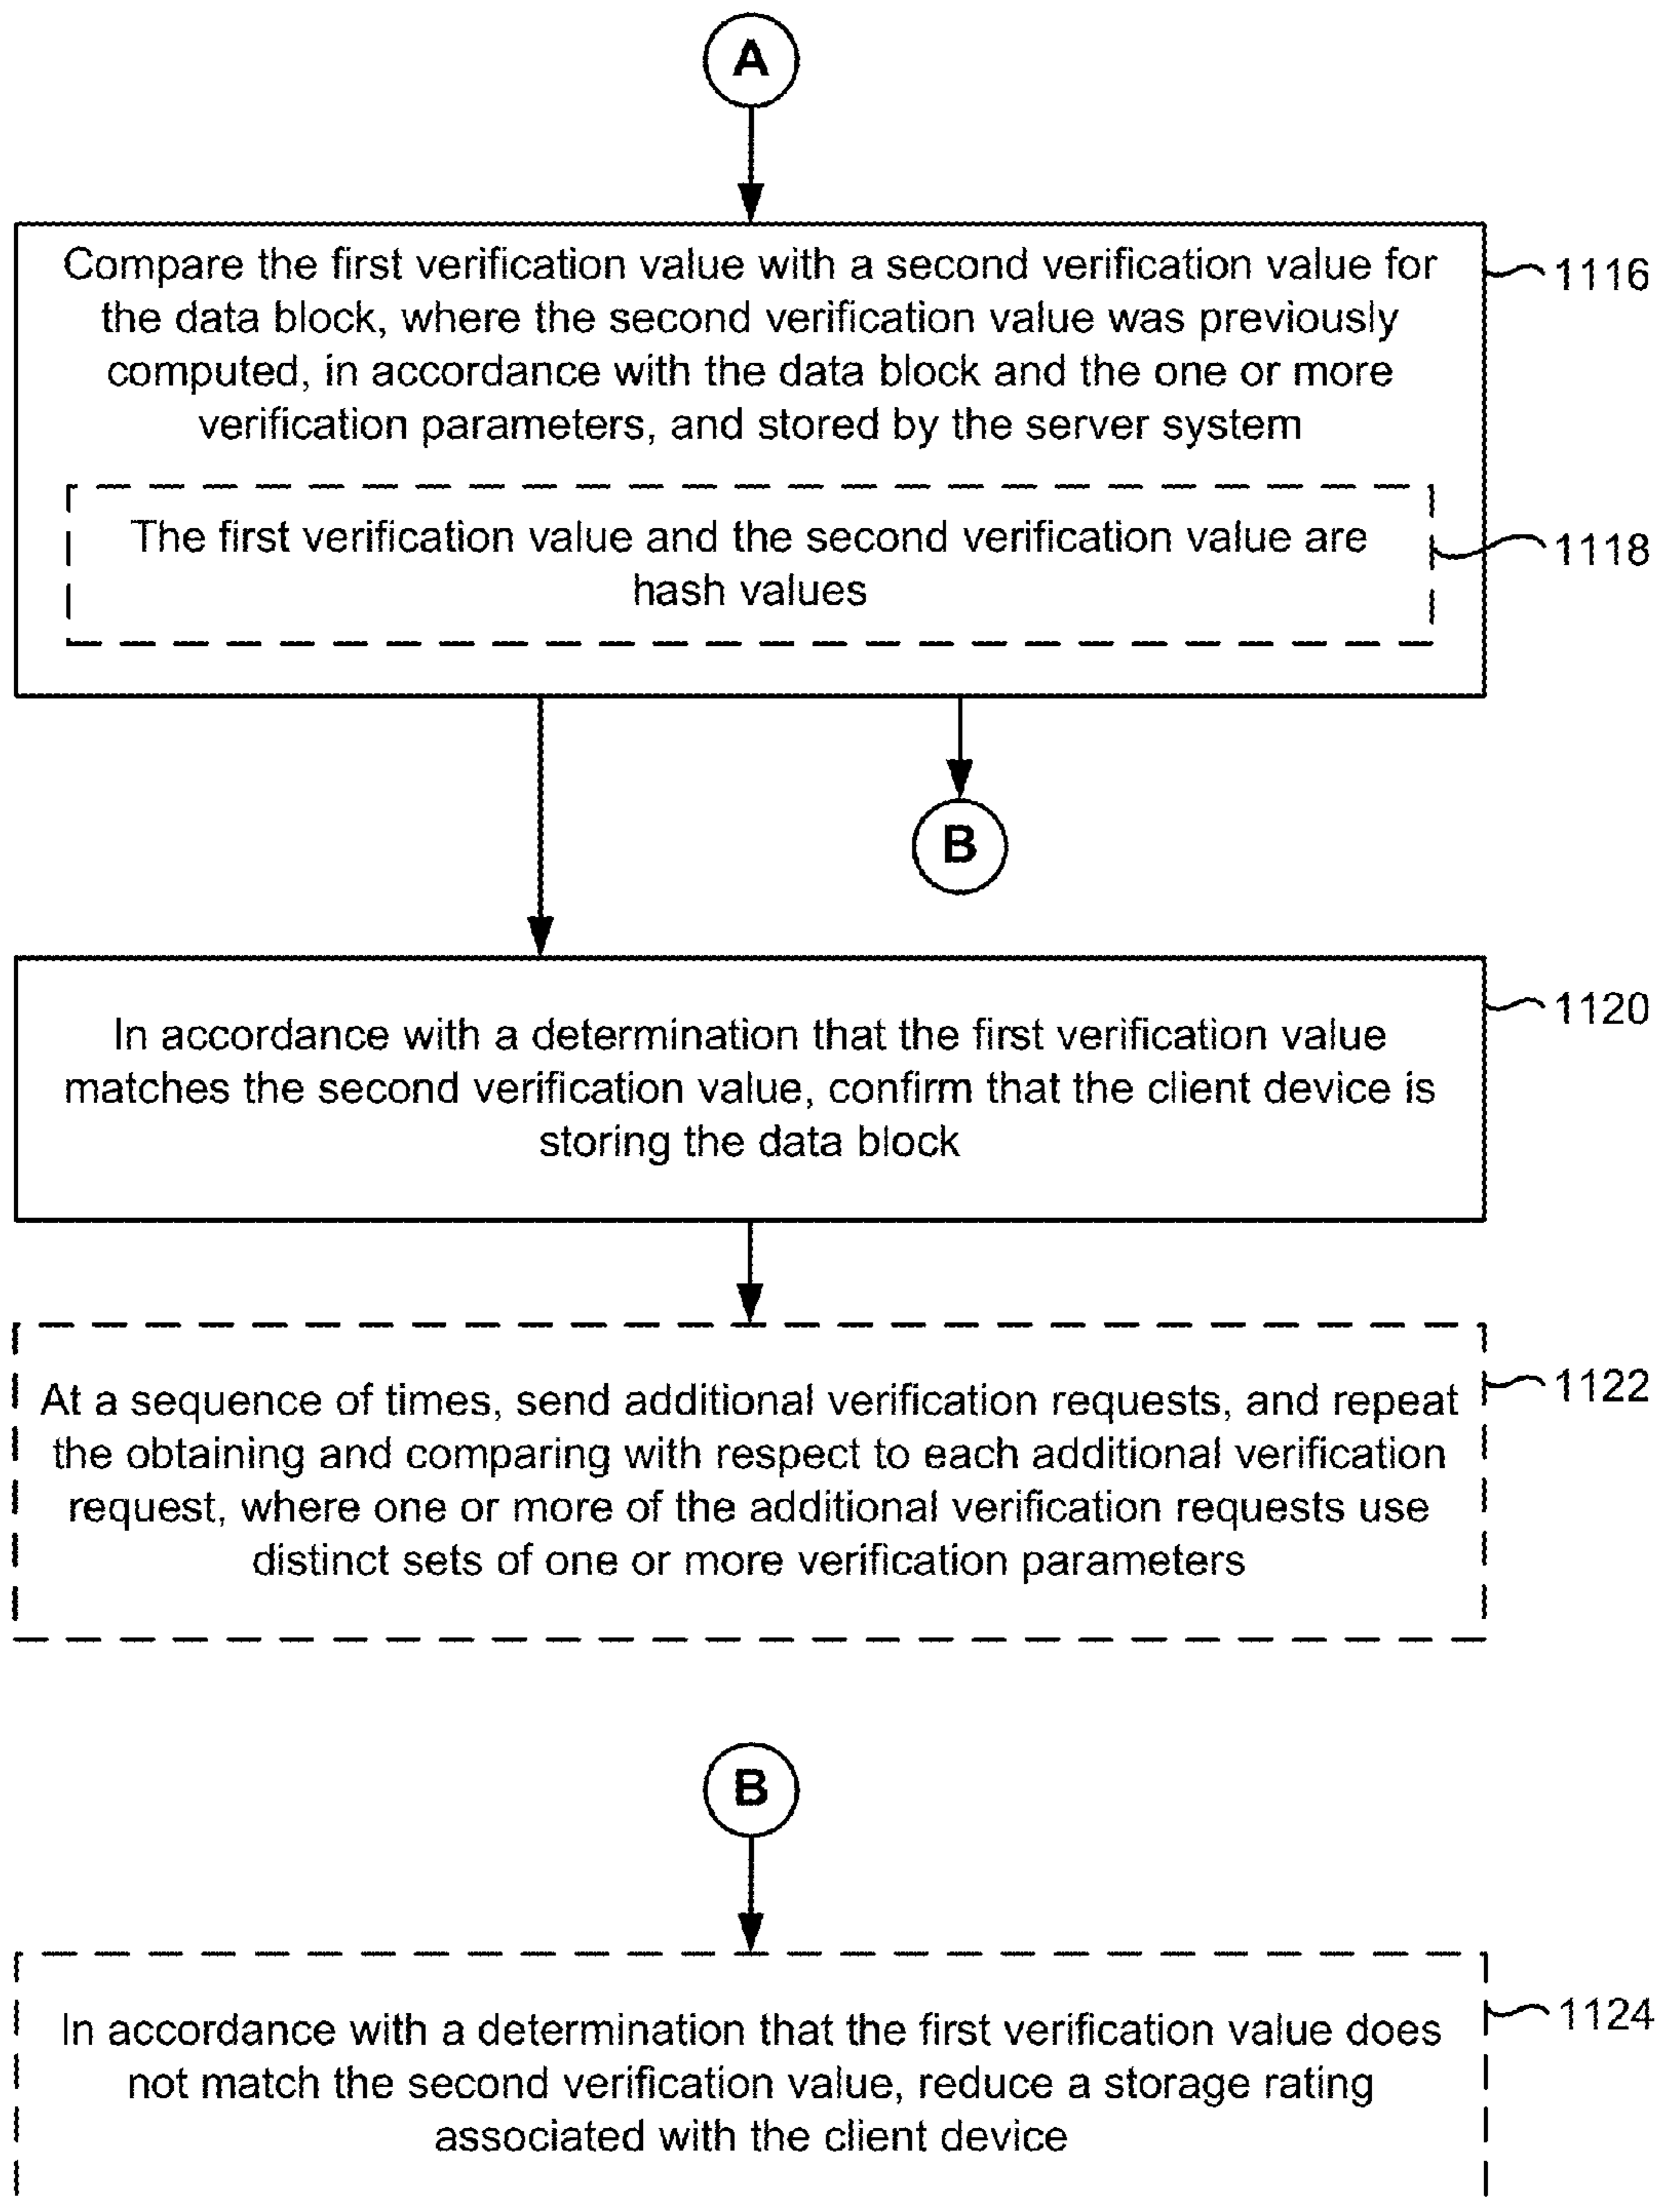 A
Compare the first verification value with a second verification value for
the data block, where the second verification value was previously
computed, in accordance with the data block and the one or more
verification parameters, and stored by the server system
1116
The first verification value and the second verification value are
hash values
1118
B
In accordance with a determination that the first verification value
matches the second verification value, confirm that the client device is
storing the data block
1120
At a sequence of times, send additional verification requests, and repeat
the obtaining and comparing with respect to each additional verification
request, where one or more of the additional verification requests use
distinct sets of one or more verification parameters
1122
B
In accordance with a determination that the first verification value does
not match the second verification value, reduce a storage rating
associated with the client device
1124